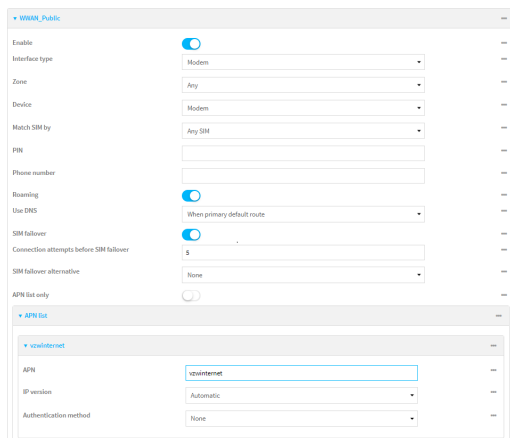 WWAN_Public
Enable
Interface type Modem
Zone Any
Device Modem
Match SIM by Any SIM
PIN
Phone number
Roaming
Use DNS When primary default route
SIM failover
Connection attempts before SIM failover 5
SIM failover alternative None
APN list only
APN list
vzwinternet
APN vzwinternet
IP version Automatic
Authentication method None